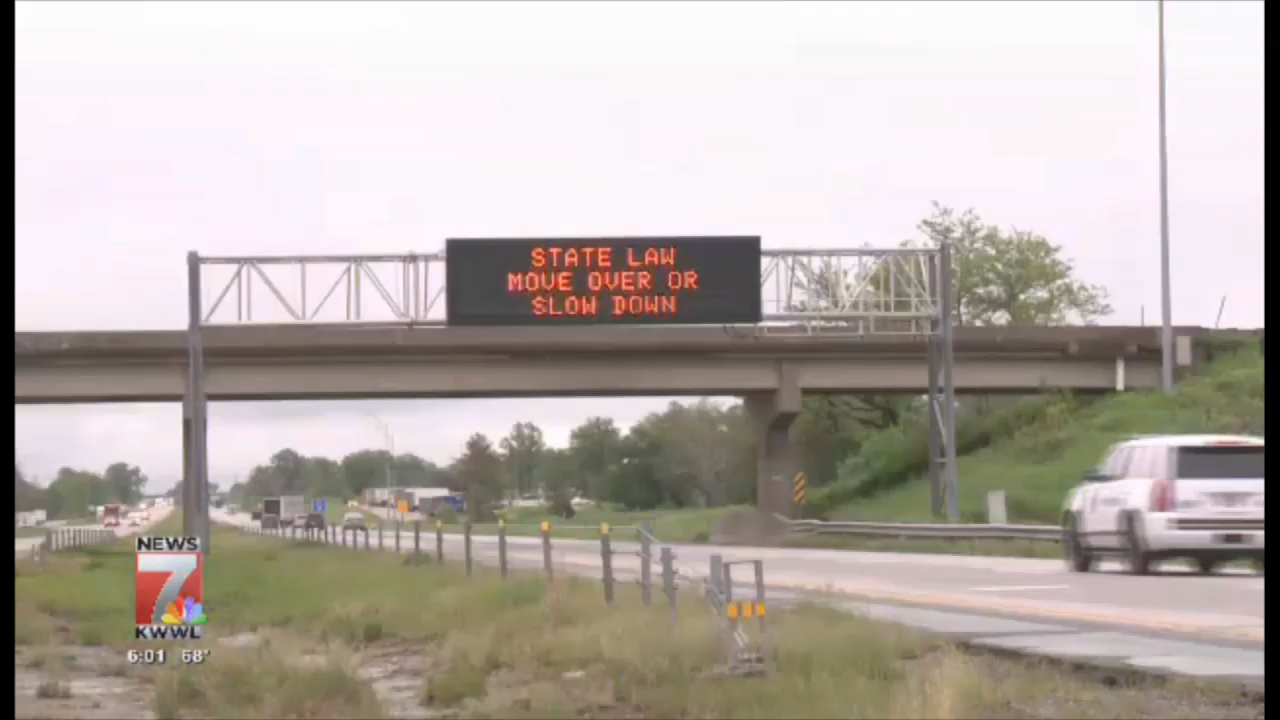 STATE LAW
MOVE OVER OR
SLOW DOWN
NEWS
7
KWWL
6:01 58°